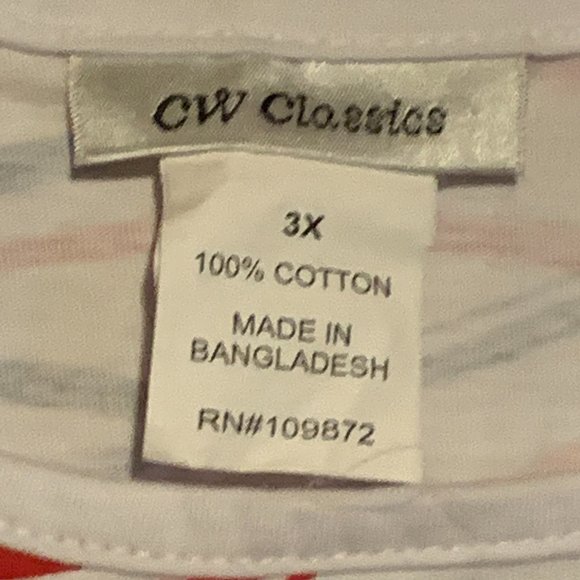 CW Classics
3X
100% COTTON
MADE IN
BANGLADESH
RN#109872